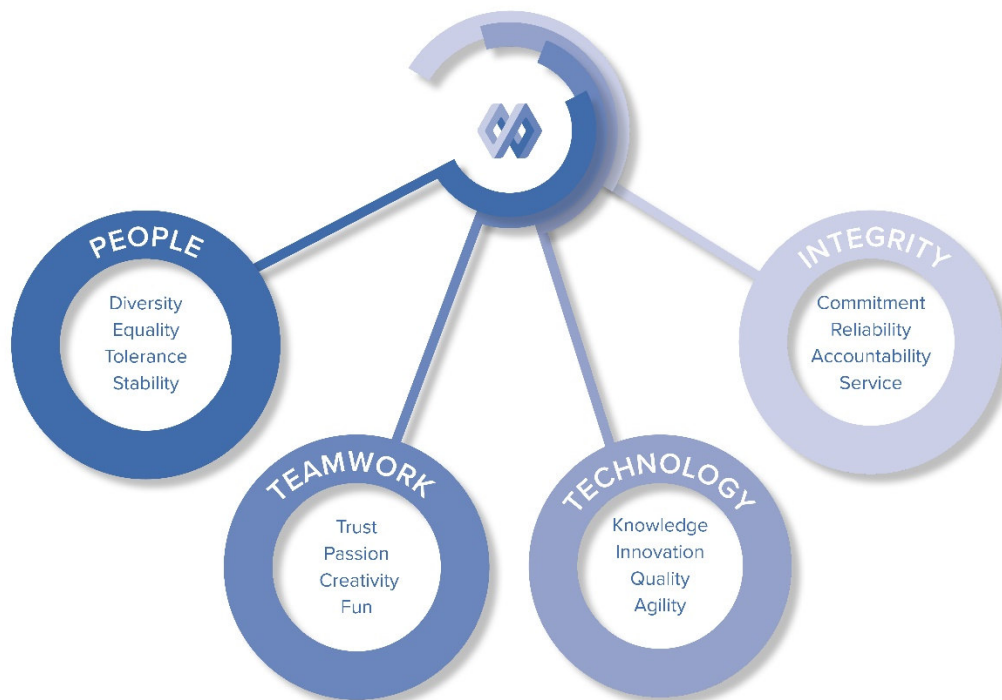 PEOPLE
Diversity
Equality
Tolerance
Stability
TEAMWORK
Trust
Passion
Creativity
Fun
TECHNOLOGY
Knowledge
Innovation
Quality
Agility
INTEGRITY
Commitment
Reliability
Accountability
Service